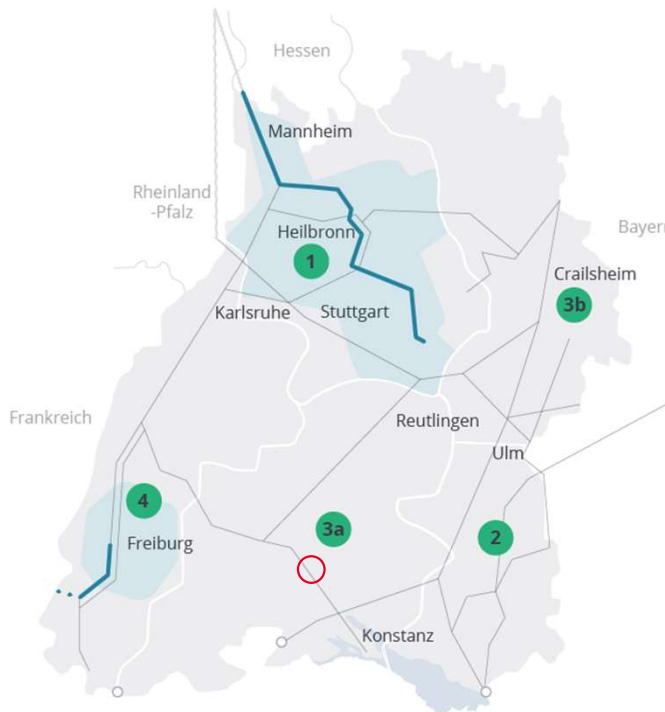 Hessen
Mannheim
Rheinland
-Pfalz
Bayern
Heilbronn
1
Crailsheim
3b
Karlsruhe
Stuttgart
Frankreich
Reutlingen
Ulm
4
3a
2
Freiburg
Konstanz